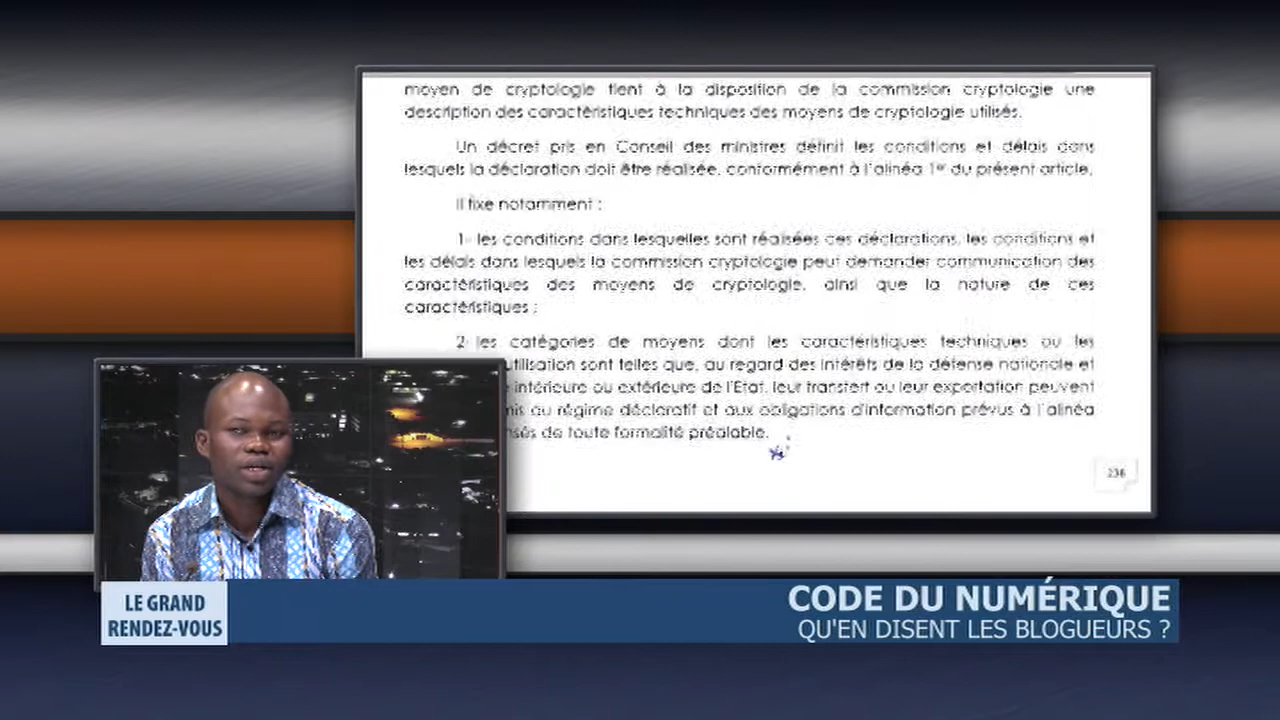 moyen de cryptologie tient à la disposition de la commission cryptologie une
description des caractéristiques techniques des moyens de cryptologie utilisés.
Un décret pris en Conseil des ministres définit les conditions et délais dans
lesquels la déclaration doit être réalisée, conformément à l'alinéa 1er du présent article.
Il fixe notamment :
1- les conditions dans lesquelles sont réalisées ces déclarations, les conditions et
les délais dans lesquels la commission cryptologie peut demander communication des
caractéristiques des moyens de cryptologie, ainsi que la nature de ces
caractéristiques ;
2- les catégories de moyens dont les caractéristiques techniques ou les
utilisation sont telles que, au regard des intérêts de la défense nationale et
intérieure ou extérieure de l'Etat, leur transfert ou leur exportation peuvent
au régime déclaratif et aux obligations d'information prévus à l'alinéa
de toute formalité préalable.
236
LE GRAND
RENDEZ-VOUS
CODE DU NUMÉRIQUE
QU'EN DISENT LES BLOGUEURS ?